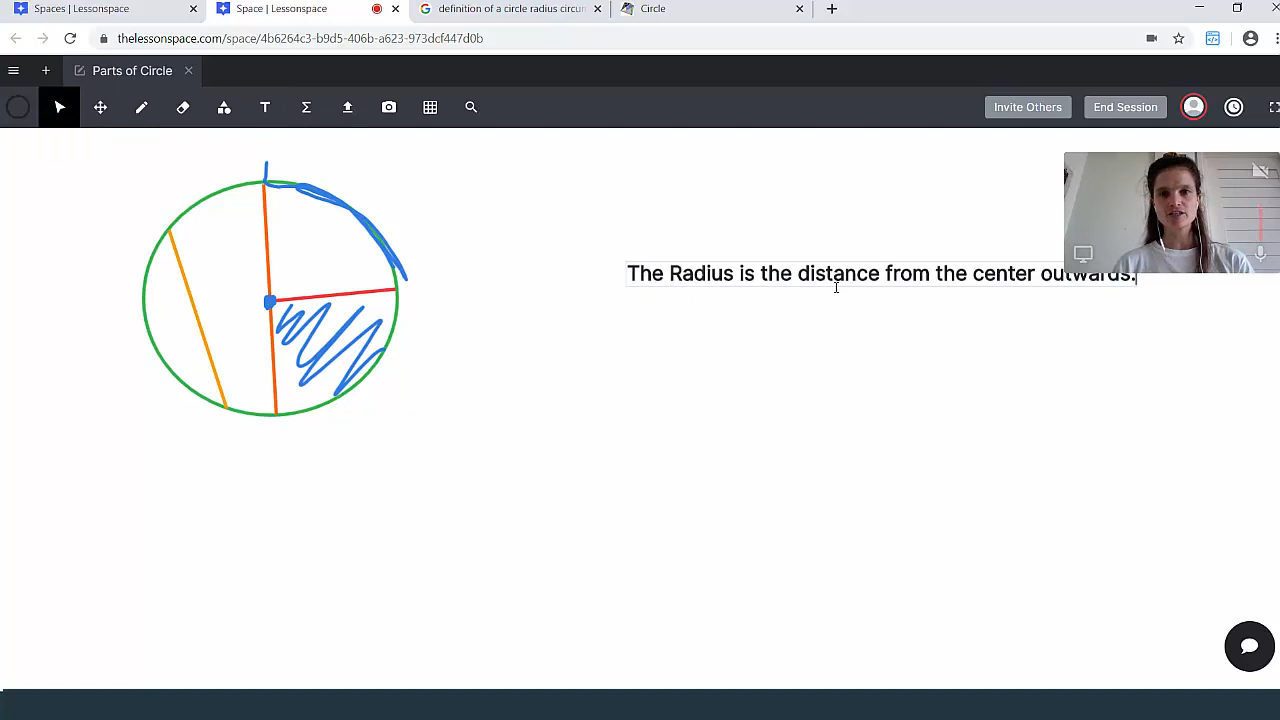 Spaces | Lessonspace
Space | Lessonspace
definition of a circle radius circun
Circle
thelessonspace.com/space/4b6264c3-b9d5-406b-a623-973dcf447d0b
Parts of Circle
T
Σ
Invite Others
End Session
The Radius is the distance from the center outwards.